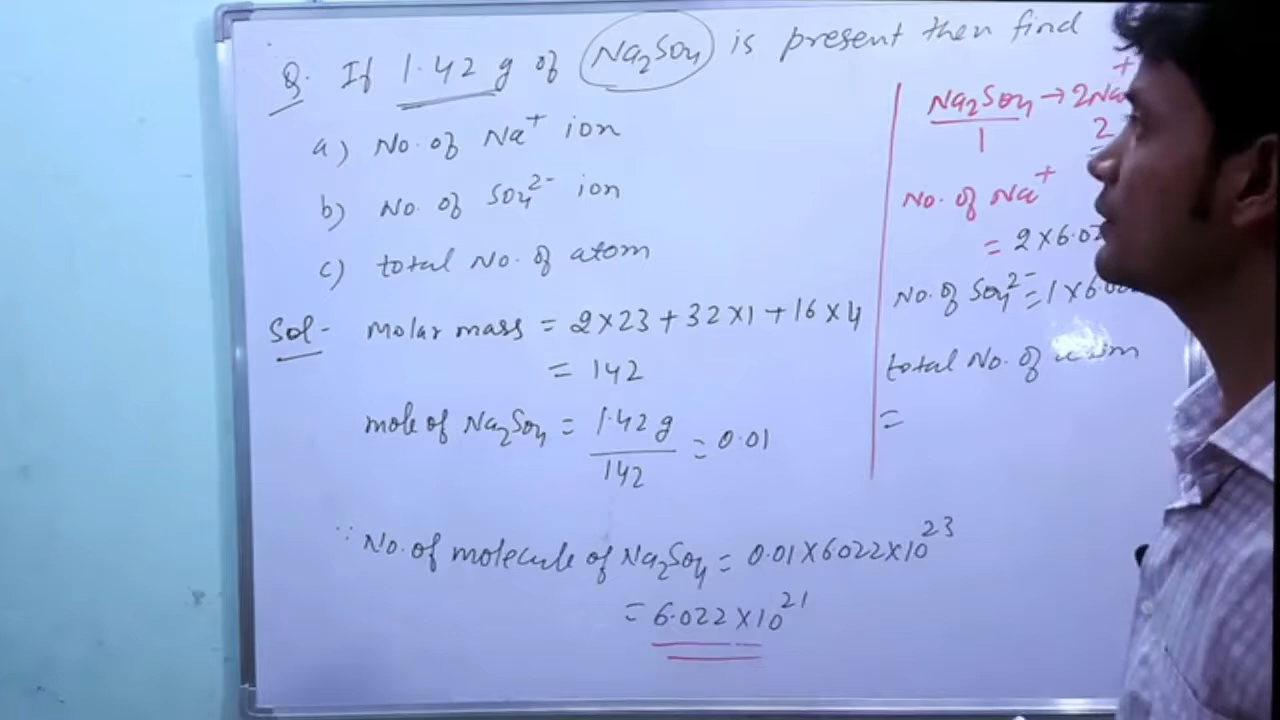 Q. If 1.42 g of Na2SO4 is present then find
a) No. of Na+ ion
b) No. of SO4 2- ion
c) total No. of atom
Sol- Molar mass = 2×23+32×1+16×4
= 142
mole of Na2SO4 = 1.42 g / 142 = 0.01
∵ No. of molecule of Na2SO4 = 0.01×6.022×10^23
= 6.022×10^21
Na2SO4 → 2Na+
1 2
No. of Na+
= 2×6.02
No. of SO4 2- = 1×6.0
total No. of atom
=